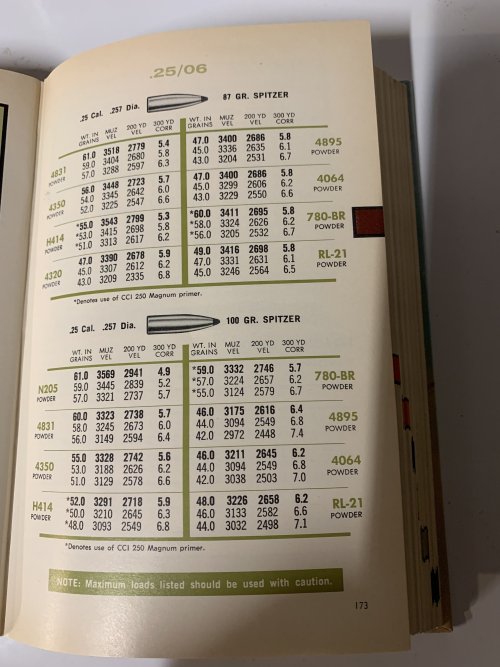 .25/06
.25 Cal. .257 Dia. 87 GR. SPITZER
WT. IN GRAINS MUZ VEL 200 YD VEL 300 YD CORR
4831 POWDER
61.0 3518 2779 5.4
59.0 3404 2680 5.8
57.0 3288 2597 6.3
4350 POWDER
56.0 3448 2723 5.7
54.0 3345 2642 6.0
52.0 3225 2547 6.6
H414 POWDER
*55.0 3543 2799 5.3
*53.0 3415 2698 5.8
*51.0 3313 2617 6.2
4320 POWDER
47.0 3390 2678 5.9
45.0 3307 2612 6.2
43.0 3209 2335 6.8
WT. IN GRAINS MUZ VEL 200 YD VEL 300 YD CORR
47.0 3400 2686 5.8
45.0 3336 2635 6.1
43.0 3204 2531 6.7
4895 POWDER
47.0 3400 2686 5.8
45.0 3299 2606 6.2
43.0 3229 2550 6.6
4064 POWDER
*60.0 3411 2695 5.8
*58.0 3324 2626 6.2
*56.0 3205 2532 6.7
780-BR POWDER
49.0 3416 2698 5.8
47.0 3331 2631 6.1
45.0 3246 2564 6.5
RL-21 POWDER
*Denotes use of CCI 250 Magnum primer.
.25 Cal. .257 Dia. 100 GR. SPITZER
WT. IN GRAINS MUZ VEL 200 YD VEL 300 YD CORR
N205 POWDER
61.0 3569 2941 4.9
59.0 3445 2839 5.2
57.0 3321 2737 5.7
4831 POWDER
60.0 3323 2738 5.7
58.0 3245 2673 6.0
56.0 3149 2594 6.4
4350 POWDER
55.0 3328 2742 5.6
53.0 3188 2626 6.2
51.0 3129 2578 6.6
H414 POWDER
*52.0 3291 2718 5.9
*50.0 3210 2645 6.3
*48.0 3093 2549 6.8
WT. IN GRAINS MUZ VEL 200 YD VEL 300 YD CORR
*59.0 3332 2746 5.7
*57.0 3224 2657 6.2
*55.0 3124 2579 6.7
780-BR POWDER
46.0 3175 2616 6.4
44.0 3094 2549 6.8
42.0 2972 2448 7.4
4895 POWDER
46.0 3211 2645 6.2
44.0 3094 2549 6.8
42.0 3038 2503 7.0
4064 POWDER
48.0 3226 2658 6.2
46.0 3133 2582 6.6
44.0 3032 2498 7.1
RL-21 POWDER
*Denotes use of CCI 250 Magnum primer.
NOTE: Maximum loads listed should be used with caution.
173